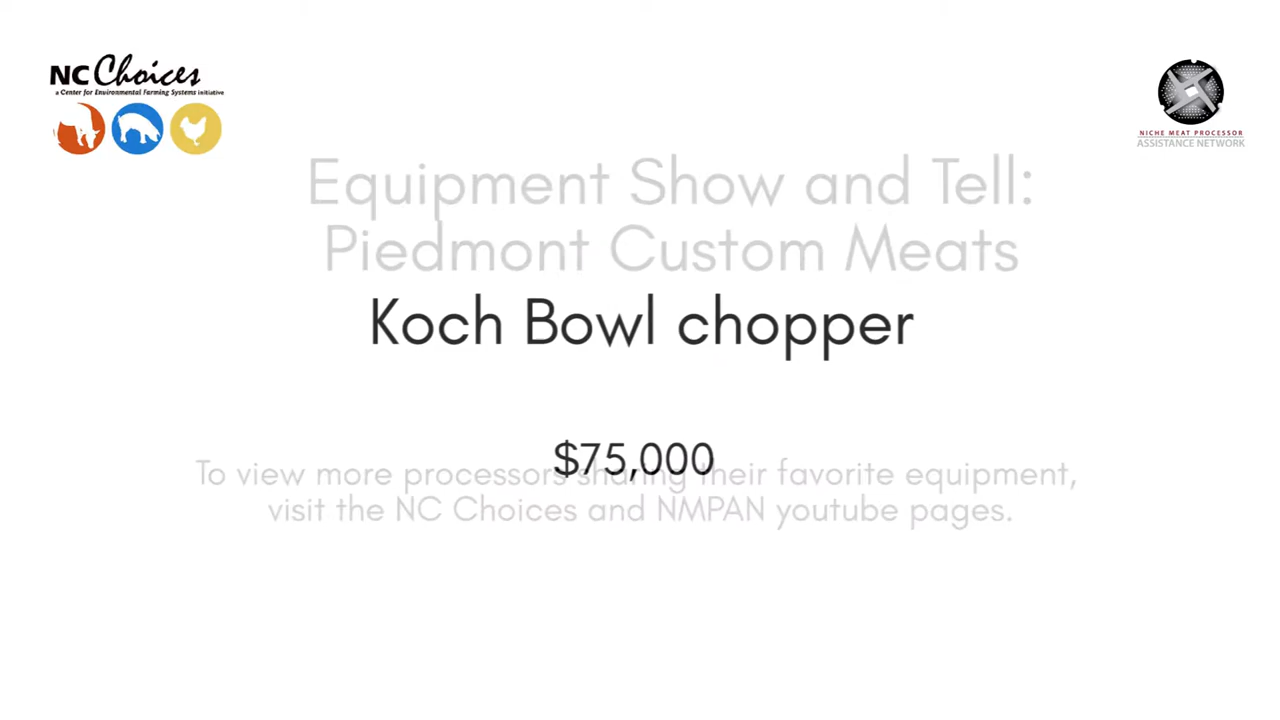 NC Choices
a Center for Environmental Farming Systems initiative
NICHE MEAT PROCESSOR
ASSISTANCE NETWORK
Equipment Show and Tell:
Piedmont Custom Meats
Koch Bowl chopper
$75,000
To view more processors sharing their favorite equipment,
visit the NC Choices and NMPAN youtube pages.